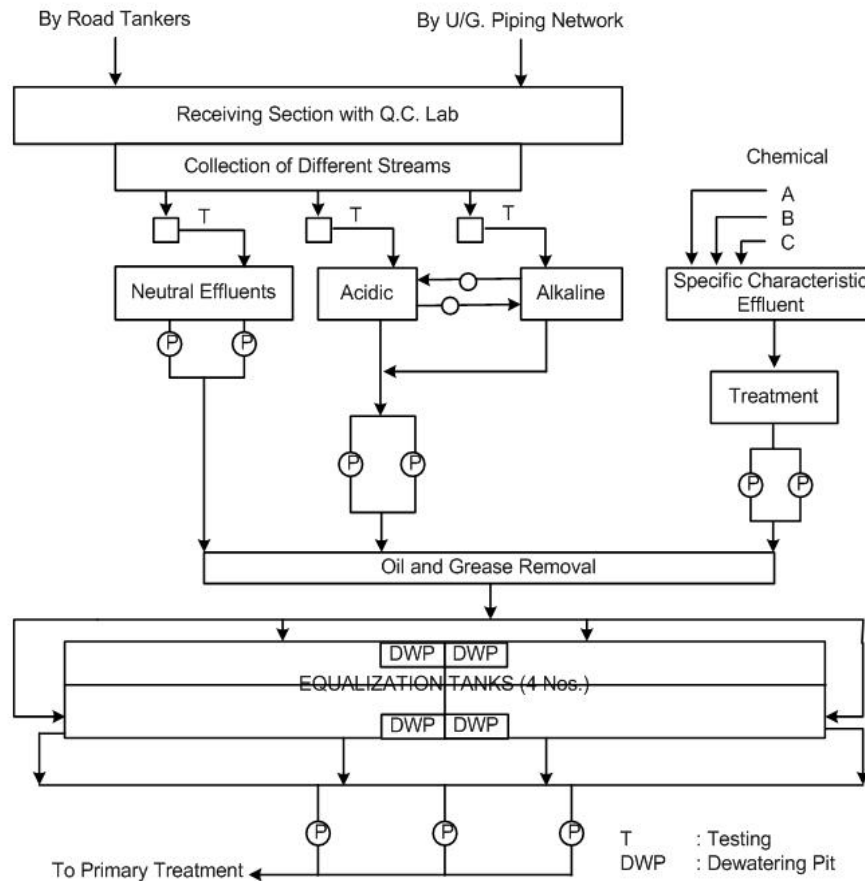 By Road Tankers
By U/G. Piping Network
Receiving Section with Q.C. Lab
Collection of Different Streams
Chemical
A
B
C
T
T
T
Neutral Effluents
Acidic
Alkaline
Specific Characteristic
Effluent
P
P
Treatment
P
P
P
P
Oil and Grease Removal
DWP
DWP
EQUALIZATION TANKS (4 Nos.)
DWP
DWP
P
P
P
T : Testing
DWP : Dewatering Pit
To Primary Treatment